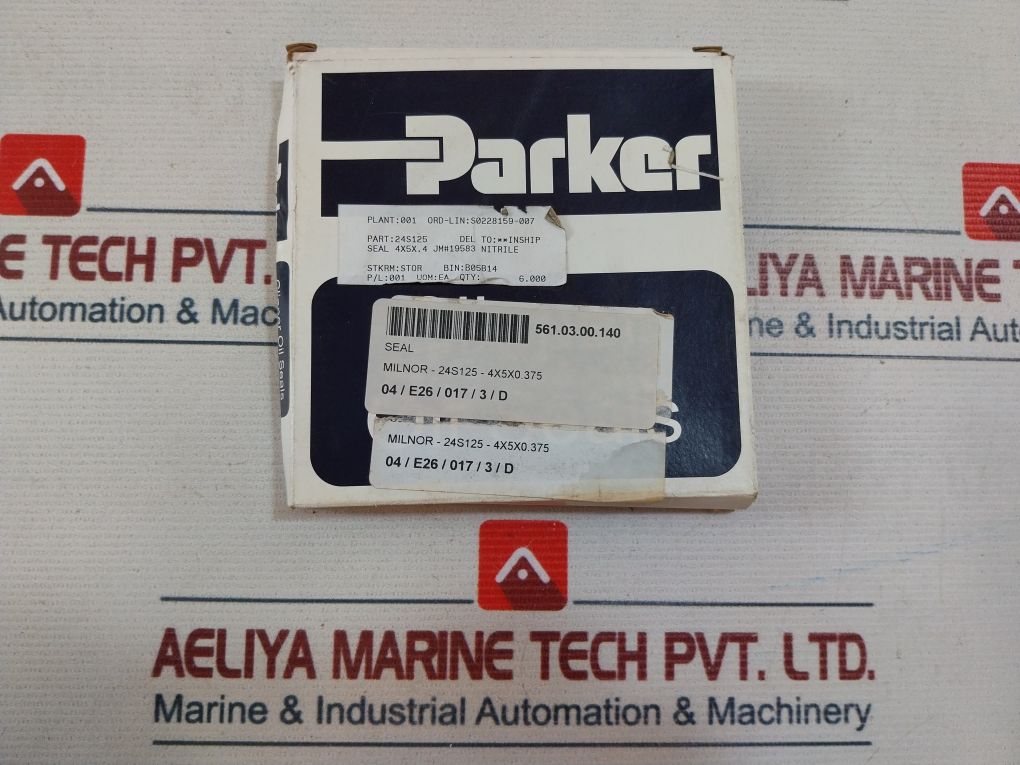 Parker
PLANT:001 ORD-LIN:S0228159-007
PART:24S125 DEL TO:**INSHIP
SEAL 4X5X.4 JM#19583 NITRILE
STKRM:STOR BIN:B05B14
P/L:001 UOM:EA QTY: 6.000
561.03.00.140
SEAL
MILNOR - 24S125 - 4X5X0.375
04 / E26 / 017 / 3 / D
MILNOR - 24S125 - 4X5X0.375
04 / E26 / 017 / 3 / D
Oil Seals
E TECH PVT.
Automation & Mac
AELIYA MARINE T
ne & Industrial Aut
AELIYA MARINE TECH PVT. LTD.
Marine & Industrial Automation & Machinery